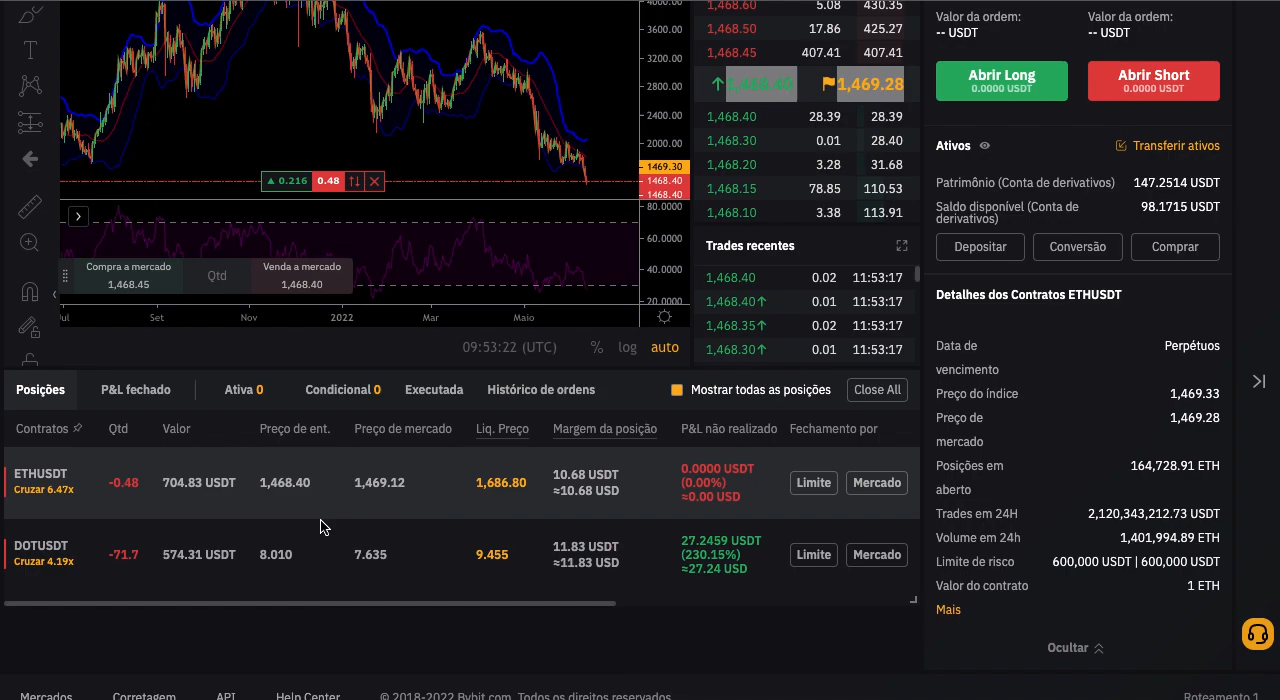 4000.00
3600.00
3200.00
2800.00
2400.00
2000.00
1469.30
1468.40
1468.40
0.216 0.48
80.0000
60.0000
40.0000
20.0000
Compra a mercado
1,468.45
Qtd
Venda a mercado
1,468.40
Jul Set Nov 2022 Mar Maio
09:53:22 (UTC) % log auto
1,468.60 5.08 430.35
1,468.50 17.86 425.27
1,468.45 407.41 407.41
↑1,468.40 1,469.28
1,468.40 28.39 28.39
1,468.30 0.01 28.40
1,468.20 3.28 31.68
1,468.15 78.85 110.53
1,468.10 3.38 113.91
Trades recentes
1,468.40 0.02 11:53:17
1,468.40↑ 0.01 11:53:17
1,468.35↑ 0.02 11:53:17
1,468.30↑ 0.01 11:53:17
Valor da ordem: Valor da ordem:
-- USDT -- USDT
Abrir Long Abrir Short
0.0000 USDT 0.0000 USDT
Ativos Transferir ativos
Patrimônio (Conta de derivativos) 147.2514 USDT
Saldo disponível (Conta de 98.1715 USDT
derivativos)
Depositar Conversão Comprar
Detalhes dos Contratos ETHUSDT
Data de Perpétuos
vencimento
Preço do índice 1,469.33
Preço de 1,469.28
mercado
Posições em 164,728.91 ETH
aberto
Trades em 24H 2,120,343,212.73 USDT
Volume em 24h 1,401,994.89 ETH
Limite de risco 600,000 USDT | 600,000 USDT
Valor do contrato 1 ETH
Mais
Ocultar
Posições P&L fechado Ativa 0 Condicional 0 Executada Histórico de ordens Mostrar todas as posições Close All
Contratos Qtd Valor Preço de ent. Preço de mercado Liq. Preço Margem da posição P&L não realizado Fechamento por
ETHUSDT
Cruzar 6.47x
-0.48 704.83 USDT 1,468.40 1,469.12 1,686.80
10.68 USDT
≈10.68 USD
0.0000 USDT
(0.00%)
≈0.00 USD
Limite Mercado
DOTUSDT
Cruzar 4.19x
-71.7 574.31 USDT 8.010 7.635 9.455
11.83 USDT
≈11.83 USD
27.2459 USDT
(230.15%)
≈27.24 USD
Limite Mercado
Mercados Corretagem API Help Center © 2018-2022 Bybit.com. Todos os direitos reservados. Roteamento 1